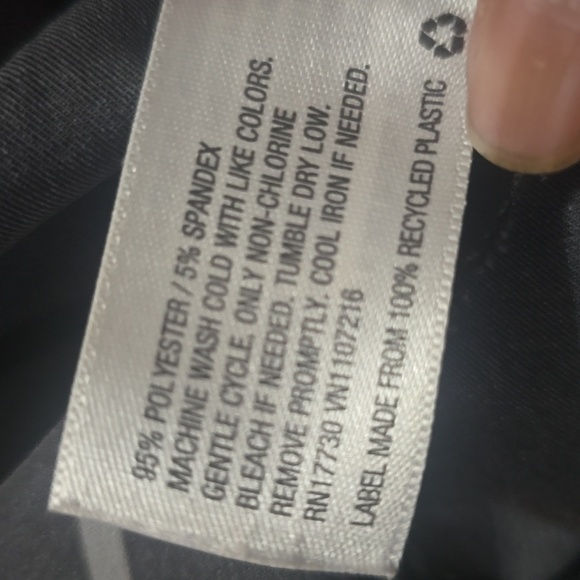 95% POLYESTER / 5% SPANDEX
MACHINE WASH COLD WITH LIKE COLORS.
GENTLE CYCLE. ONLY NON-CHLORINE
BLEACH IF NEEDED. TUMBLE DRY LOW.
REMOVE PROMPTLY. COOL IRON IF NEEDED.
RN17730 VN1107216
LABEL MADE FROM 100% RECYCLED PLASTIC